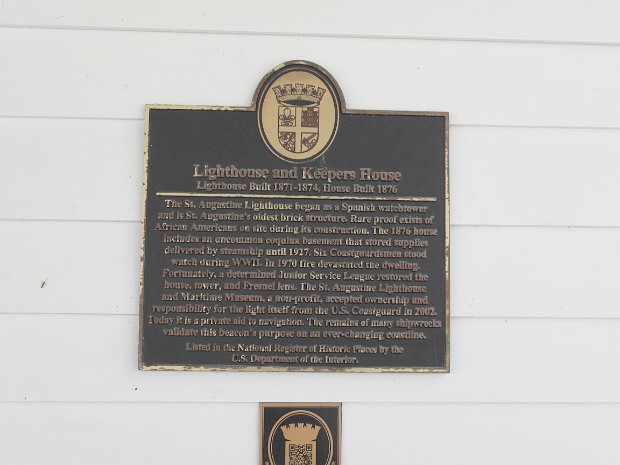 Lighthouse and Keepers House
Lighthouse Built 1871-1874, House Built 1876
The St. Augustine Lighthouse began as a Spanish watchtower
and is St. Augustine's oldest brick structure. Rare proof exists of
African Americans on site during its construction. The 1876 house
includes an uncommon coquina basement that stored supplies
delivered by steamship until 1927. Six Coastguardsmen stood
watch during WWII. In 1970 fire devastated the dwelling.
Fortunately, a determined Junior Service League restored the
house, tower, and Fresnel lens. The St. Augustine Lighthouse
and Maritime Museum, a non-profit, accepted ownership and
responsibility for the light itself from the U.S. Coastguard in 2002.
Today it is a private aid to navigation. The remains of many shipwrecks
validate this beacon's purpose on an ever-changing coastline.
Listed in the National Register of Historic Places by the
U.S. Department of the Interior.